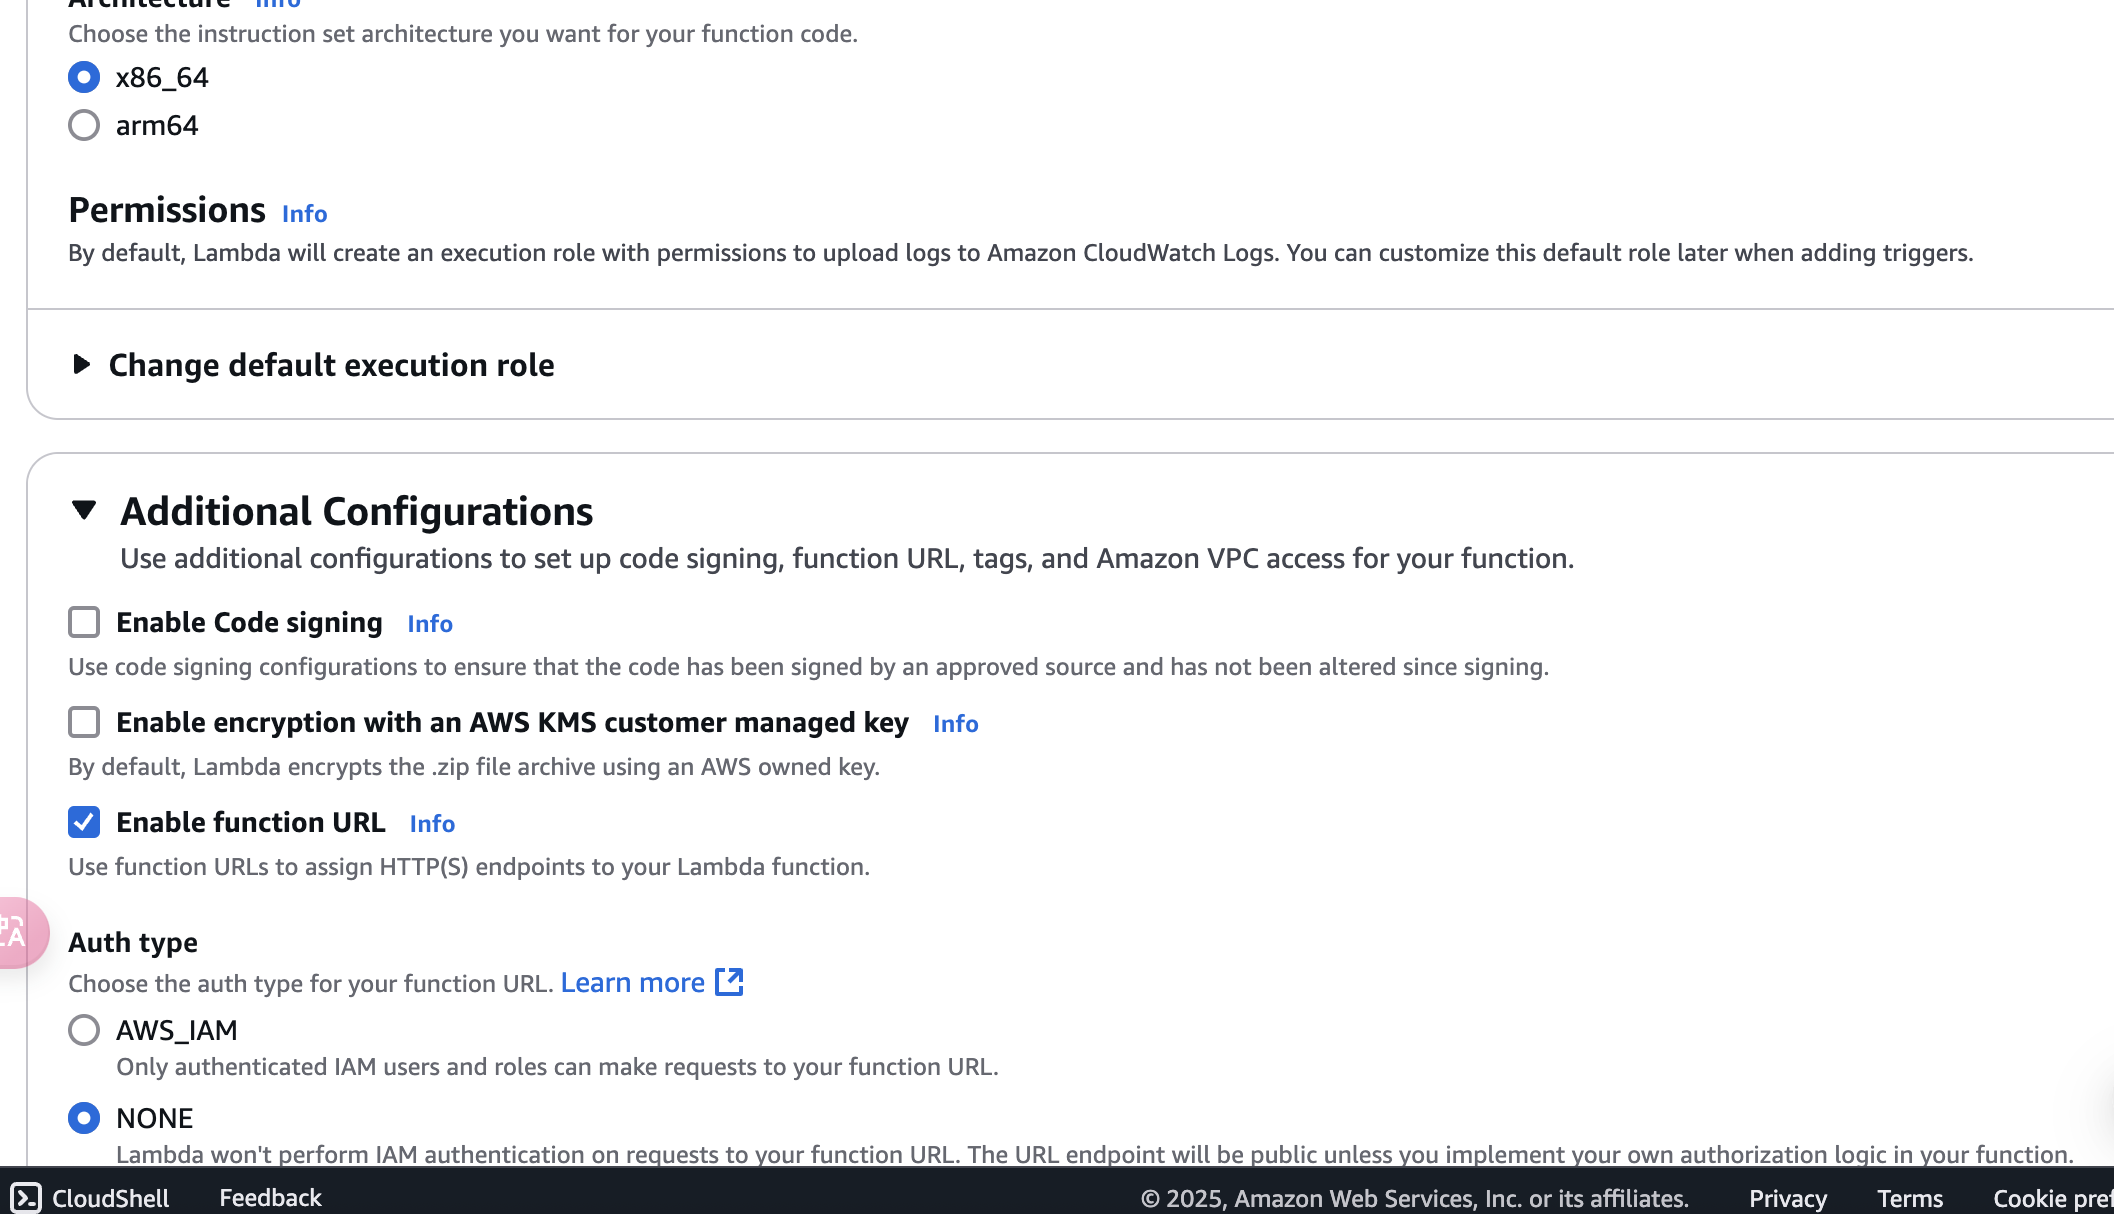 Architecture Info
Choose the instruction set architecture you want for your function code.
x86_64
arm64
Permissions Info
By default, Lambda will create an execution role with permissions to upload logs to Amazon CloudWatch Logs. You can customize this default role later when adding triggers.
Change default execution role
Additional Configurations
Use additional configurations to set up code signing, function URL, tags, and Amazon VPC access for your function.
Enable Code signing Info
Use code signing configurations to ensure that the code has been signed by an approved source and has not been altered since signing.
Enable encryption with an AWS KMS customer managed key Info
By default, Lambda encrypts the .zip file archive using an AWS owned key.
Enable function URL Info
Use function URLs to assign HTTP(S) endpoints to your Lambda function.
Auth type
Choose the auth type for your function URL. Learn more
AWS_IAM
Only authenticated IAM users and roles can make requests to your function URL.
NONE
Lambda won't perform IAM authentication on requests to your function URL. The URL endpoint will be public unless you implement your own authorization logic in your function.
CloudShell Feedback © 2025, Amazon Web Services, Inc. or its affiliates. Privacy Terms Cookie pref